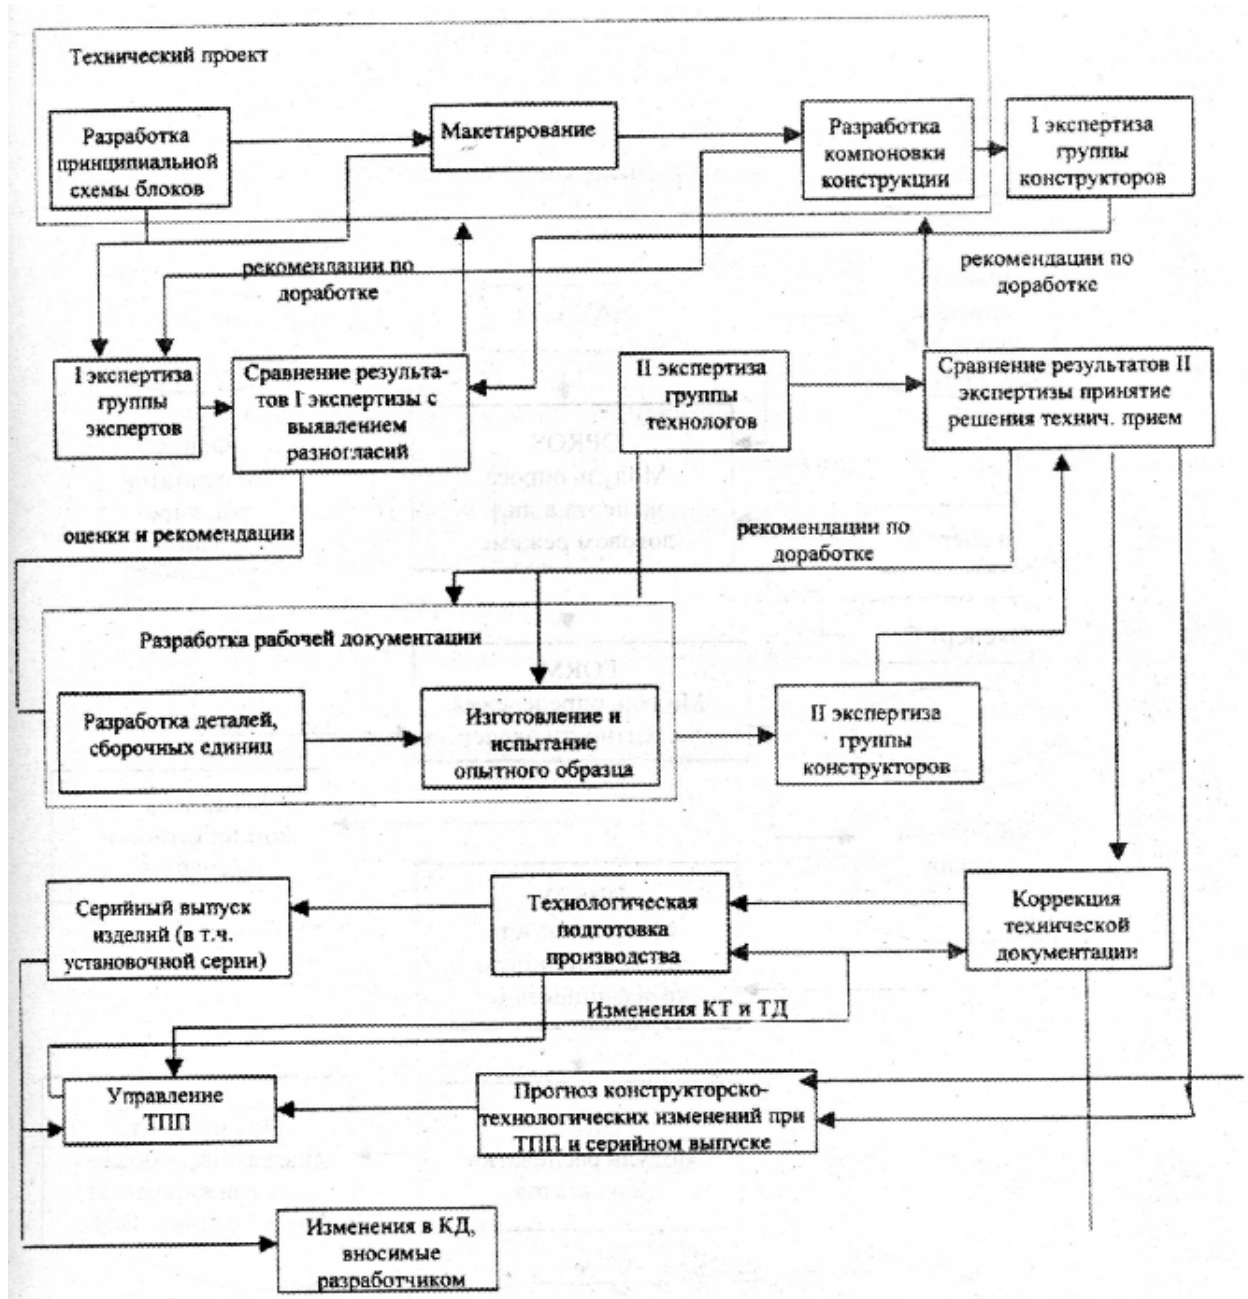 Технический проект
Разработка
принципиальной
схемы блоков
Макетирование
Разработка
компоновки
конструкции
I экспертиза
группы
конструкторов
рекомендации по
доработке
рекомендации по
доработке
I экспертиза
группы
экспертов
Сравнение результа-
тов I экспертизы с
выявлением
разногласий
II экспертиза
группы
технологов
Сравнение результатов II
экспертизы принятие
решения технич. прием
оценки и рекомендации
рекомендации по
доработке
Разработка рабочей документации
Разработка деталей,
сборочных единиц
Изготовление и
испытание
опытного образца
II экспертиза
группы
конструкторов
Серийный выпуск
изделий (в т.ч.
установочной серии)
Технологическая
подготовка
производства
Коррекция
технической
документации
Изменения КТ и ТД
Управление
ТПП
Прогноз конструкторско-
технологических изменений при
ТПП и серийном выпуске
Изменения в КД,
вносимые
разработчиком